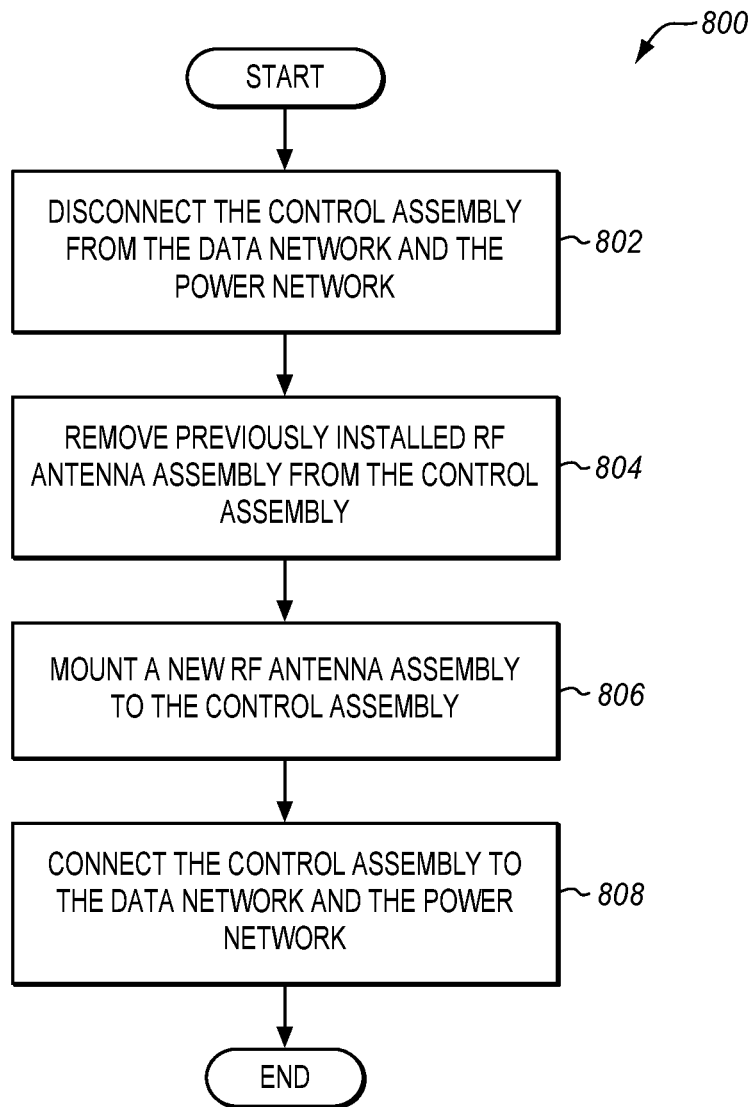 800
START
DISCONNECT THE CONTROL ASSEMBLY
FROM THE DATA NETWORK AND THE
POWER NETWORK
802
REMOVE PREVIOUSLY INSTALLED RF
ANTENNA ASSEMBLY FROM THE CONTROL
ASSEMBLY
804
MOUNT A NEW RF ANTENNA ASSEMBLY
TO THE CONTROL ASSEMBLY
806
CONNECT THE CONTROL ASSEMBLY TO
THE DATA NETWORK AND THE POWER
NETWORK
808
END